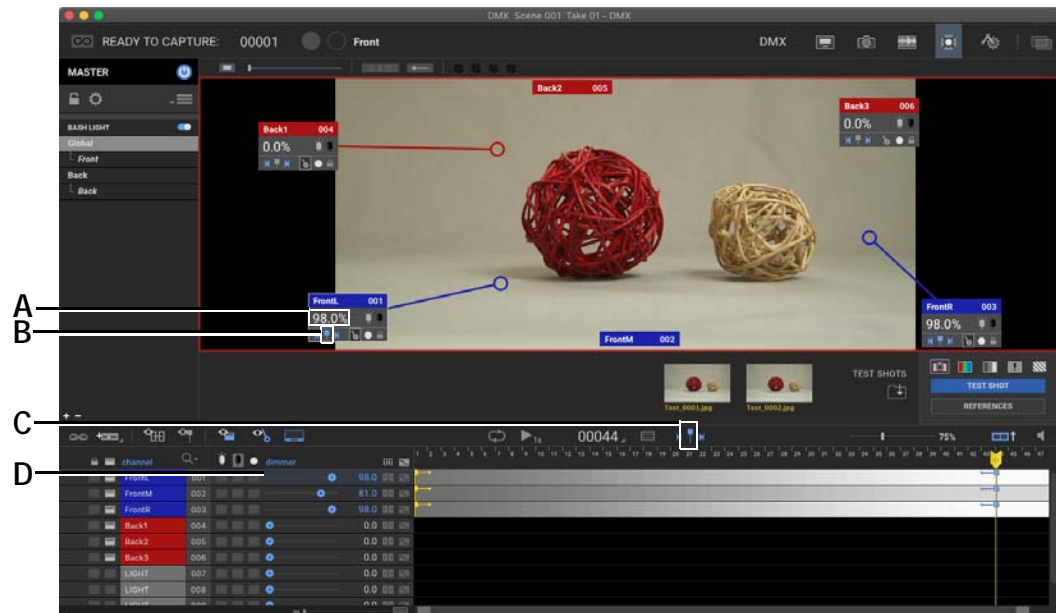 DMX Scene 001 Take 01 - DMX
READY TO CAPTURE: 00001 Front DMX
MASTER
BASH LIGHT
Global
Front
Back
Back
Back2 005
Back1 004
0.0%
Back3 006
0.0%
FrontL 001
98.0%
FrontM 002
FrontR 003
98.0%
A
B
C
D
Test_0001.jpg
Test_0002.jpg
TEST SHOTS
TEST SHOT
REFERENCES
1x 00044 75%
channel dimmer
FrontL 001 98.0
FrontM 002 81.0
FrontR 003 98.0
Back1 004 0.0
Back2 005 0.0
Back3 006 0.0
LIGHT 007 0.0
LIGHT 008 0.0